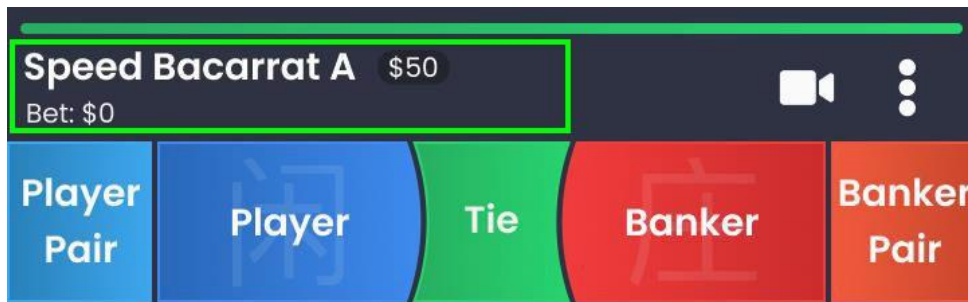 Speed Bacarrat A $50
Bet: $0
Player Pair
闲
Player
Tie
庄
Banker
Banker Pair